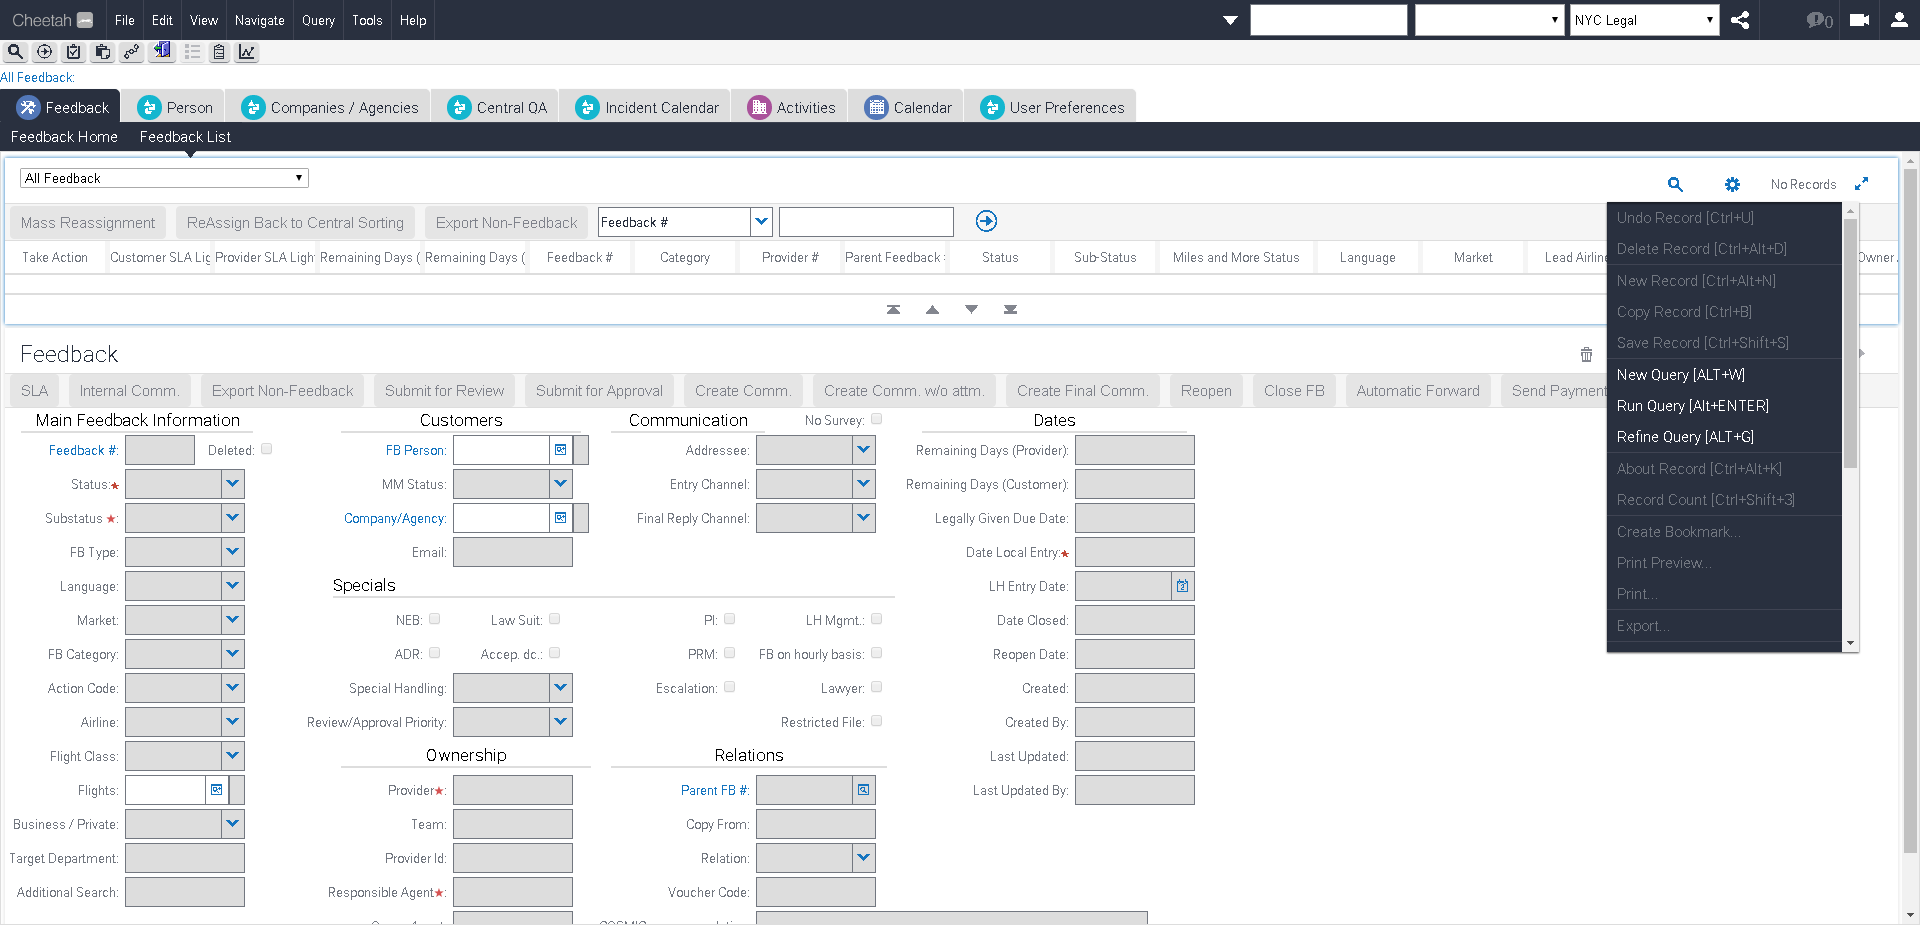 Cheetah File Edit View Navigate Query Tools Help NYC Legal 0
All Feedback:
Feedback Person Companies / Agencies Central QA Incident Calendar Activities Calendar User Preferences
Feedback Home Feedback List
All Feedback No Records
Mass Reassignment ReAssign Back to Central Sorting Export Non-Feedback Feedback #
Take Action Customer SLA Lig Provider SLA Ligh Remaining Days ( Remaining Days ( Feedback # Category Provider # Parent Feedback Status Sub-Status Miles and More Status Language Market Lead Airline Owner
Undo Record [Ctrl+U]
Delete Record [Ctrl+Alt+D]
New Record [Ctrl+Alt+N]
Copy Record [Ctrl+B]
Save Record [Ctrl+Shift+S]
New Query [ALT+W]
Run Query [Alt+ENTER]
Refine Query [ALT+G]
About Record [Ctrl+Alt+K]
Record Count [Ctrl+Shift+3]
Create Bookmark...
Print Preview...
Print...
Export...
Feedback
SLA Internal Comm. Export Non-Feedback Submit for Review Submit for Approval Create Comm. Create Comm. w/o attm. Create Final Comm. Reopen Close FB Automatic Forward Send Payment
Main Feedback Information
Feedback #: Deleted:
Status:★
Substatus ★:
FB Type:
Language:
Market:
FB Category:
Action Code:
Airline:
Flight Class:
Flights:
Business / Private:
Target Department:
Additional Search:
Customers
FB Person:
MM Status:
Company/Agency:
Email:
Communication No Survey:
Addressee:
Entry Channel:
Final Reply Channel:
Specials
NEB: Law Suit: PI: LH Mgmt.:
ADR: Accep. dc.: PRM: FB on hourly basis:
Special Handling: Escalation: Lawyer:
Review/Approval Priority: Restricted File:
Ownership
Provider★:
Team:
Provider Id:
Responsible Agent★:
Relations
Parent FB #:
Copy From:
Relation:
Voucher Code:
Dates
Remaining Days (Provider):
Remaining Days (Customer):
Legally Given Due Date:
Date Local Entry:★
LH Entry Date:
Date Closed:
Reopen Date:
Created:
Created By:
Last Updated:
Last Updated By: